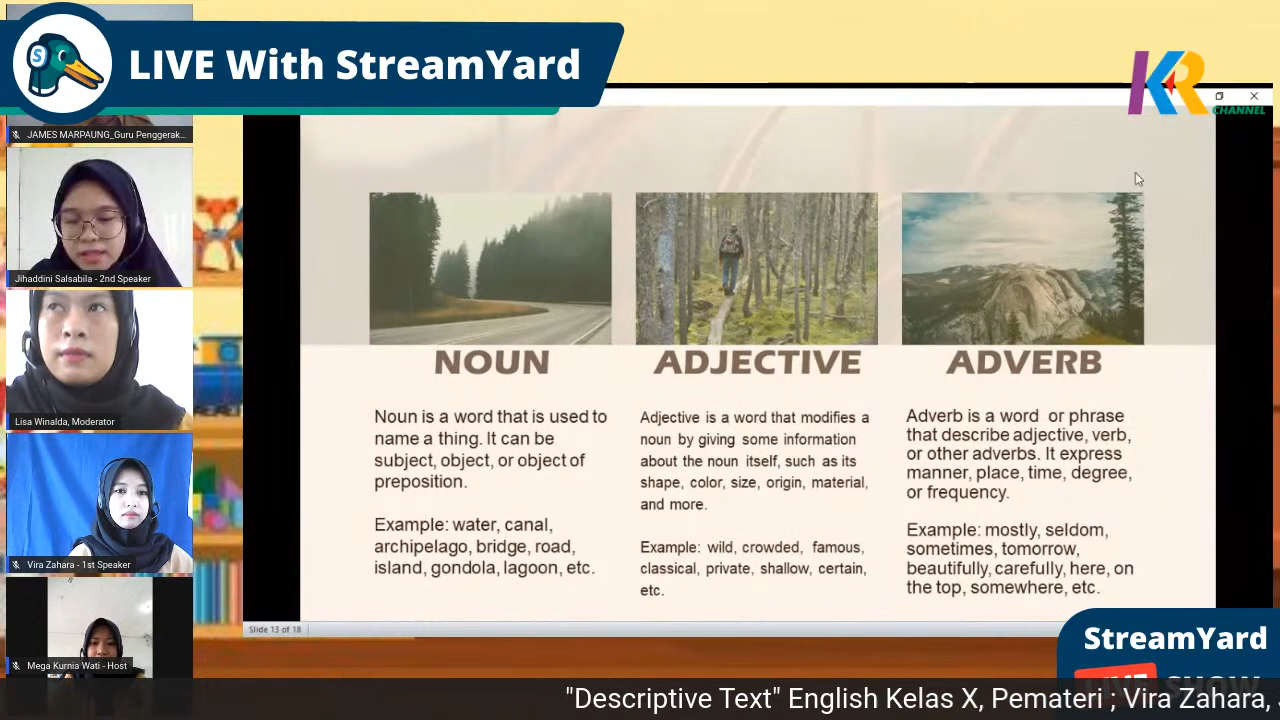 LIVE With StreamYard
S
KR
CHANNEL
JAMES MARPAUNG_Guru Penggerak...
Jihaddini Salsabila - 2nd Speaker
Lisa Winalda, Moderator
Vira Zahara - 1st Speaker
Mega Kurnia Wati - Host
NOUN
Noun is a word that is used to
name a thing. It can be
subject, object, or object of
preposition.
Example: water, canal,
archipelago, bridge, road,
island, gondola, lagoon, etc.
ADJECTIVE
Adjective is a word that modifies a
noun by giving some information
about the noun itself, such as its
shape, color, size, origin, material,
and more.
Example: wild, crowded, famous,
classical, private, shallow, certain,
etc.
ADVERB
Adverb is a word or phrase
that describe adjective, verb,
or other adverbs. It express
manner, place, time, degree,
or frequency.
Example: mostly, seldom,
sometimes, tomorrow,
beautifully, carefully, here, on
the top, somewhere, etc.
Slide 13 of 18
StreamYard
LIVE SHOW
"Descriptive Text" English Kelas X, Pemateri ; Vira Zahara,